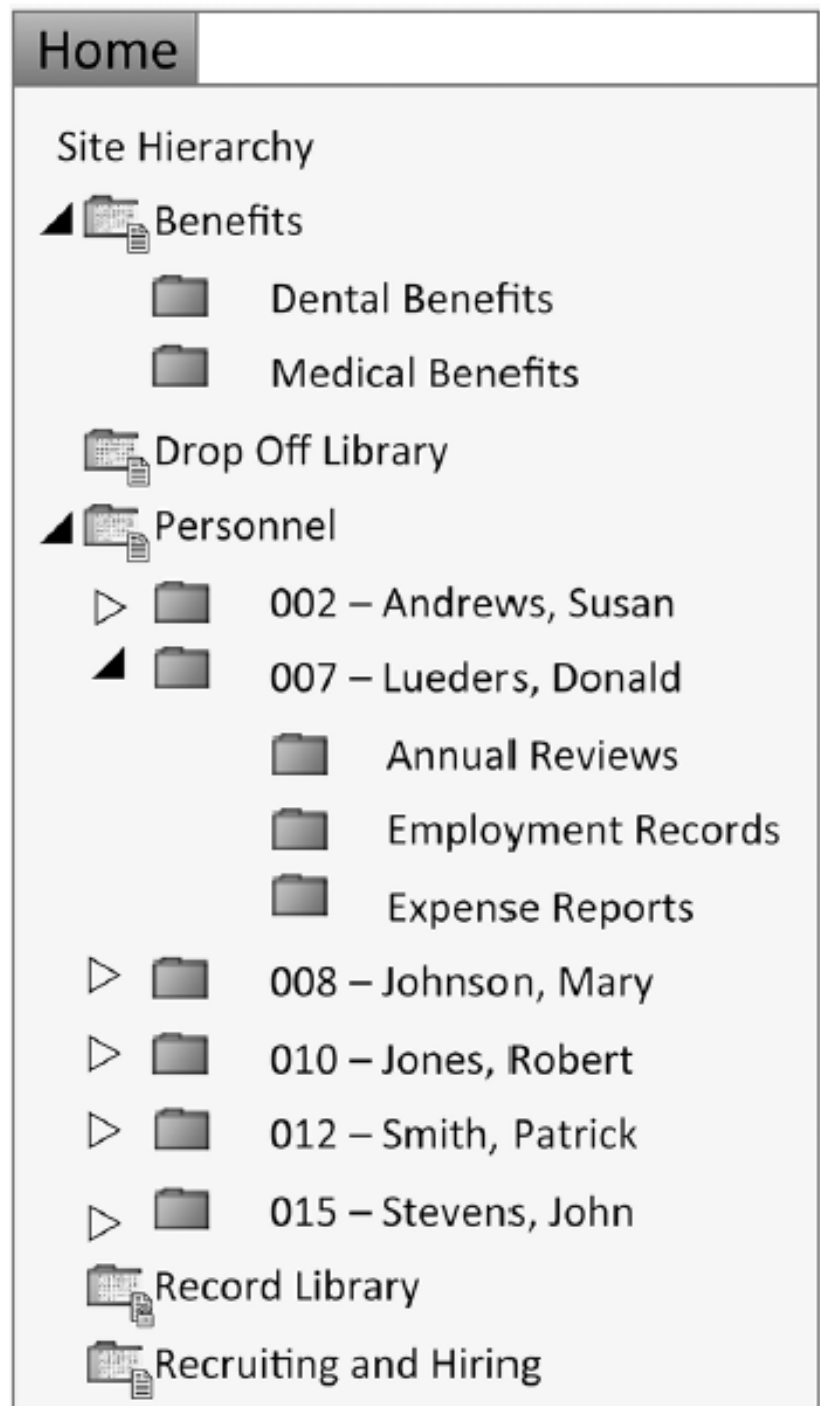 Home
Site Hierarchy
Benefits
Dental Benefits
Medical Benefits
Drop Off Library
Personnel
002 – Andrews, Susan
007 – Lueders, Donald
Annual Reviews
Employment Records
Expense Reports
008 – Johnson, Mary
010 – Jones, Robert
012 – Smith, Patrick
015 – Stevens, John
Record Library
Recruiting and Hiring